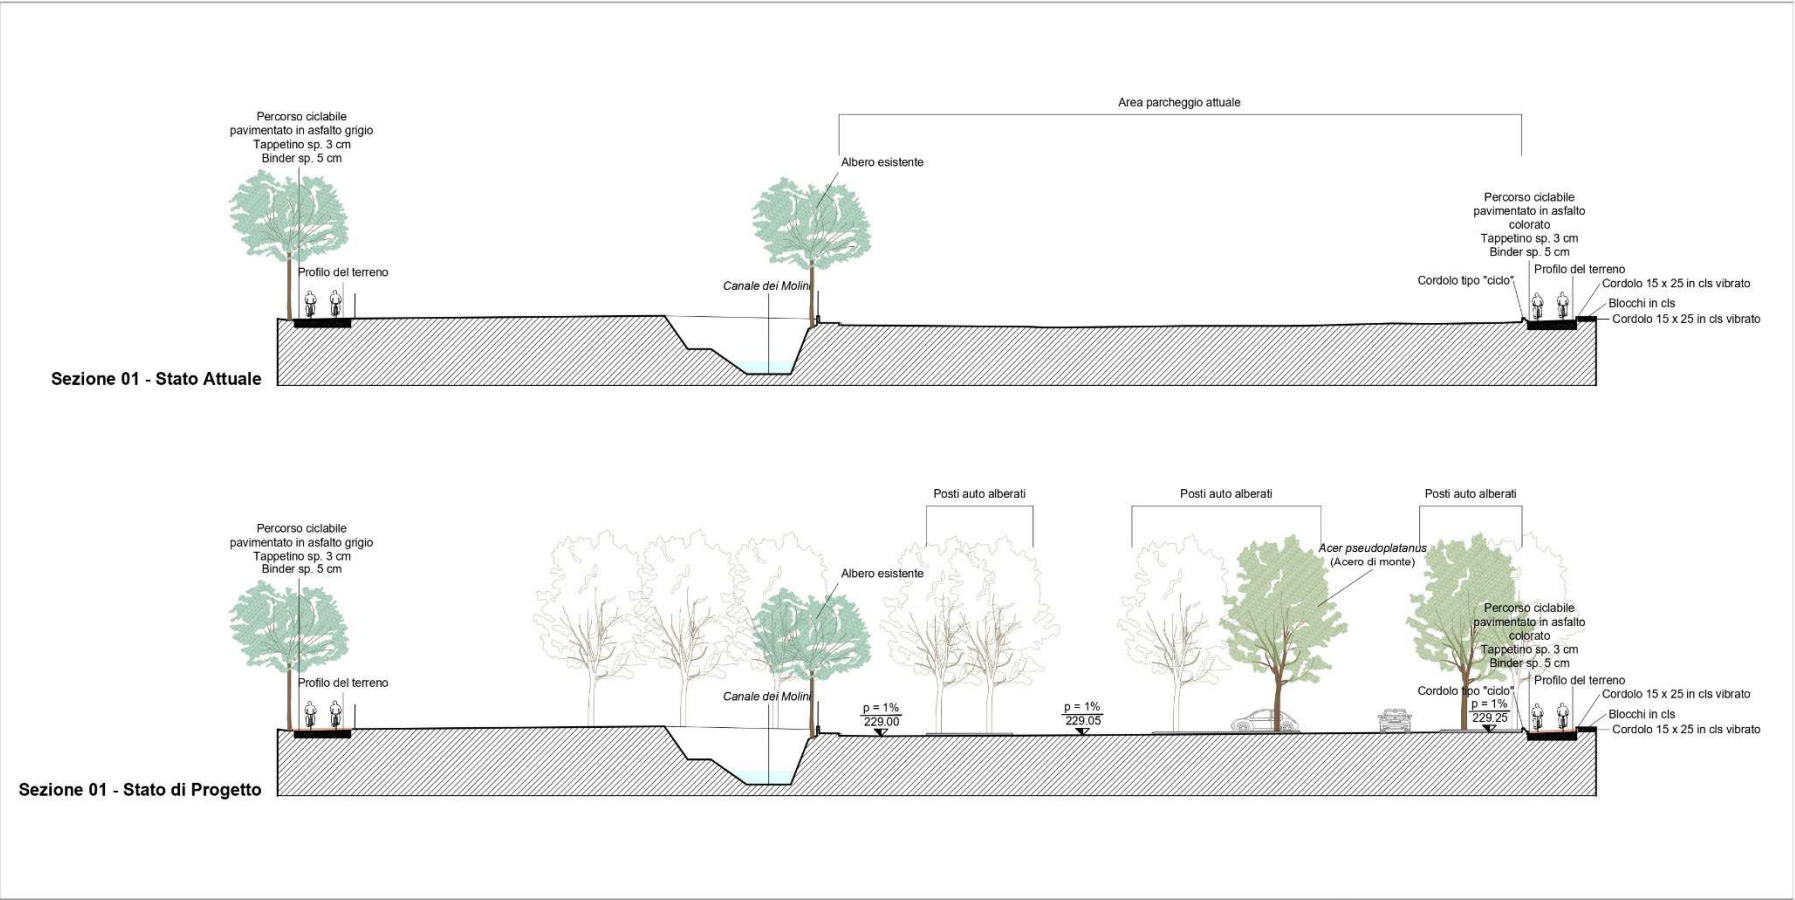 Area parcheggio attuale
Percorso ciclabile
pavimentato in asfalto grigio
Tappetino sp. 3 cm
Binder sp. 5 cm
Albero esistente
Percorso ciclabile
pavimentato in asfalto
colorato
Tappetino sp. 3 cm
Binder sp. 5 cm
Profilo del terreno
Canale dei Molini
Cordolo tipo "ciclo"
Profilo del terreno
Cordolo 15 x 25 in cls vibrato
Blocchi in cls
Cordolo 15 x 25 in cls vibrato
Sezione 01 - Stato Attuale
Posti auto alberati
Posti auto alberati
Posti auto alberati
Percorso ciclabile
pavimentato in asfalto grigio
Tappetino sp. 3 cm
Binder sp. 5 cm
Albero esistente
Acer pseudoplatanus
(Acero di monte)
Percorso ciclabile
pavimentato in asfalto
colorato
Tappetino sp. 3 cm
Binder sp. 5 cm
Profilo del terreno
Canale dei Molini
p = 1%
229.00
p = 1%
229.05
Cordolo tipo "ciclo"
p = 1%
229.25
Profilo del terreno
Cordolo 15 x 25 in cls vibrato
Blocchi in cls
Cordolo 15 x 25 in cls vibrato
Sezione 01 - Stato di Progetto